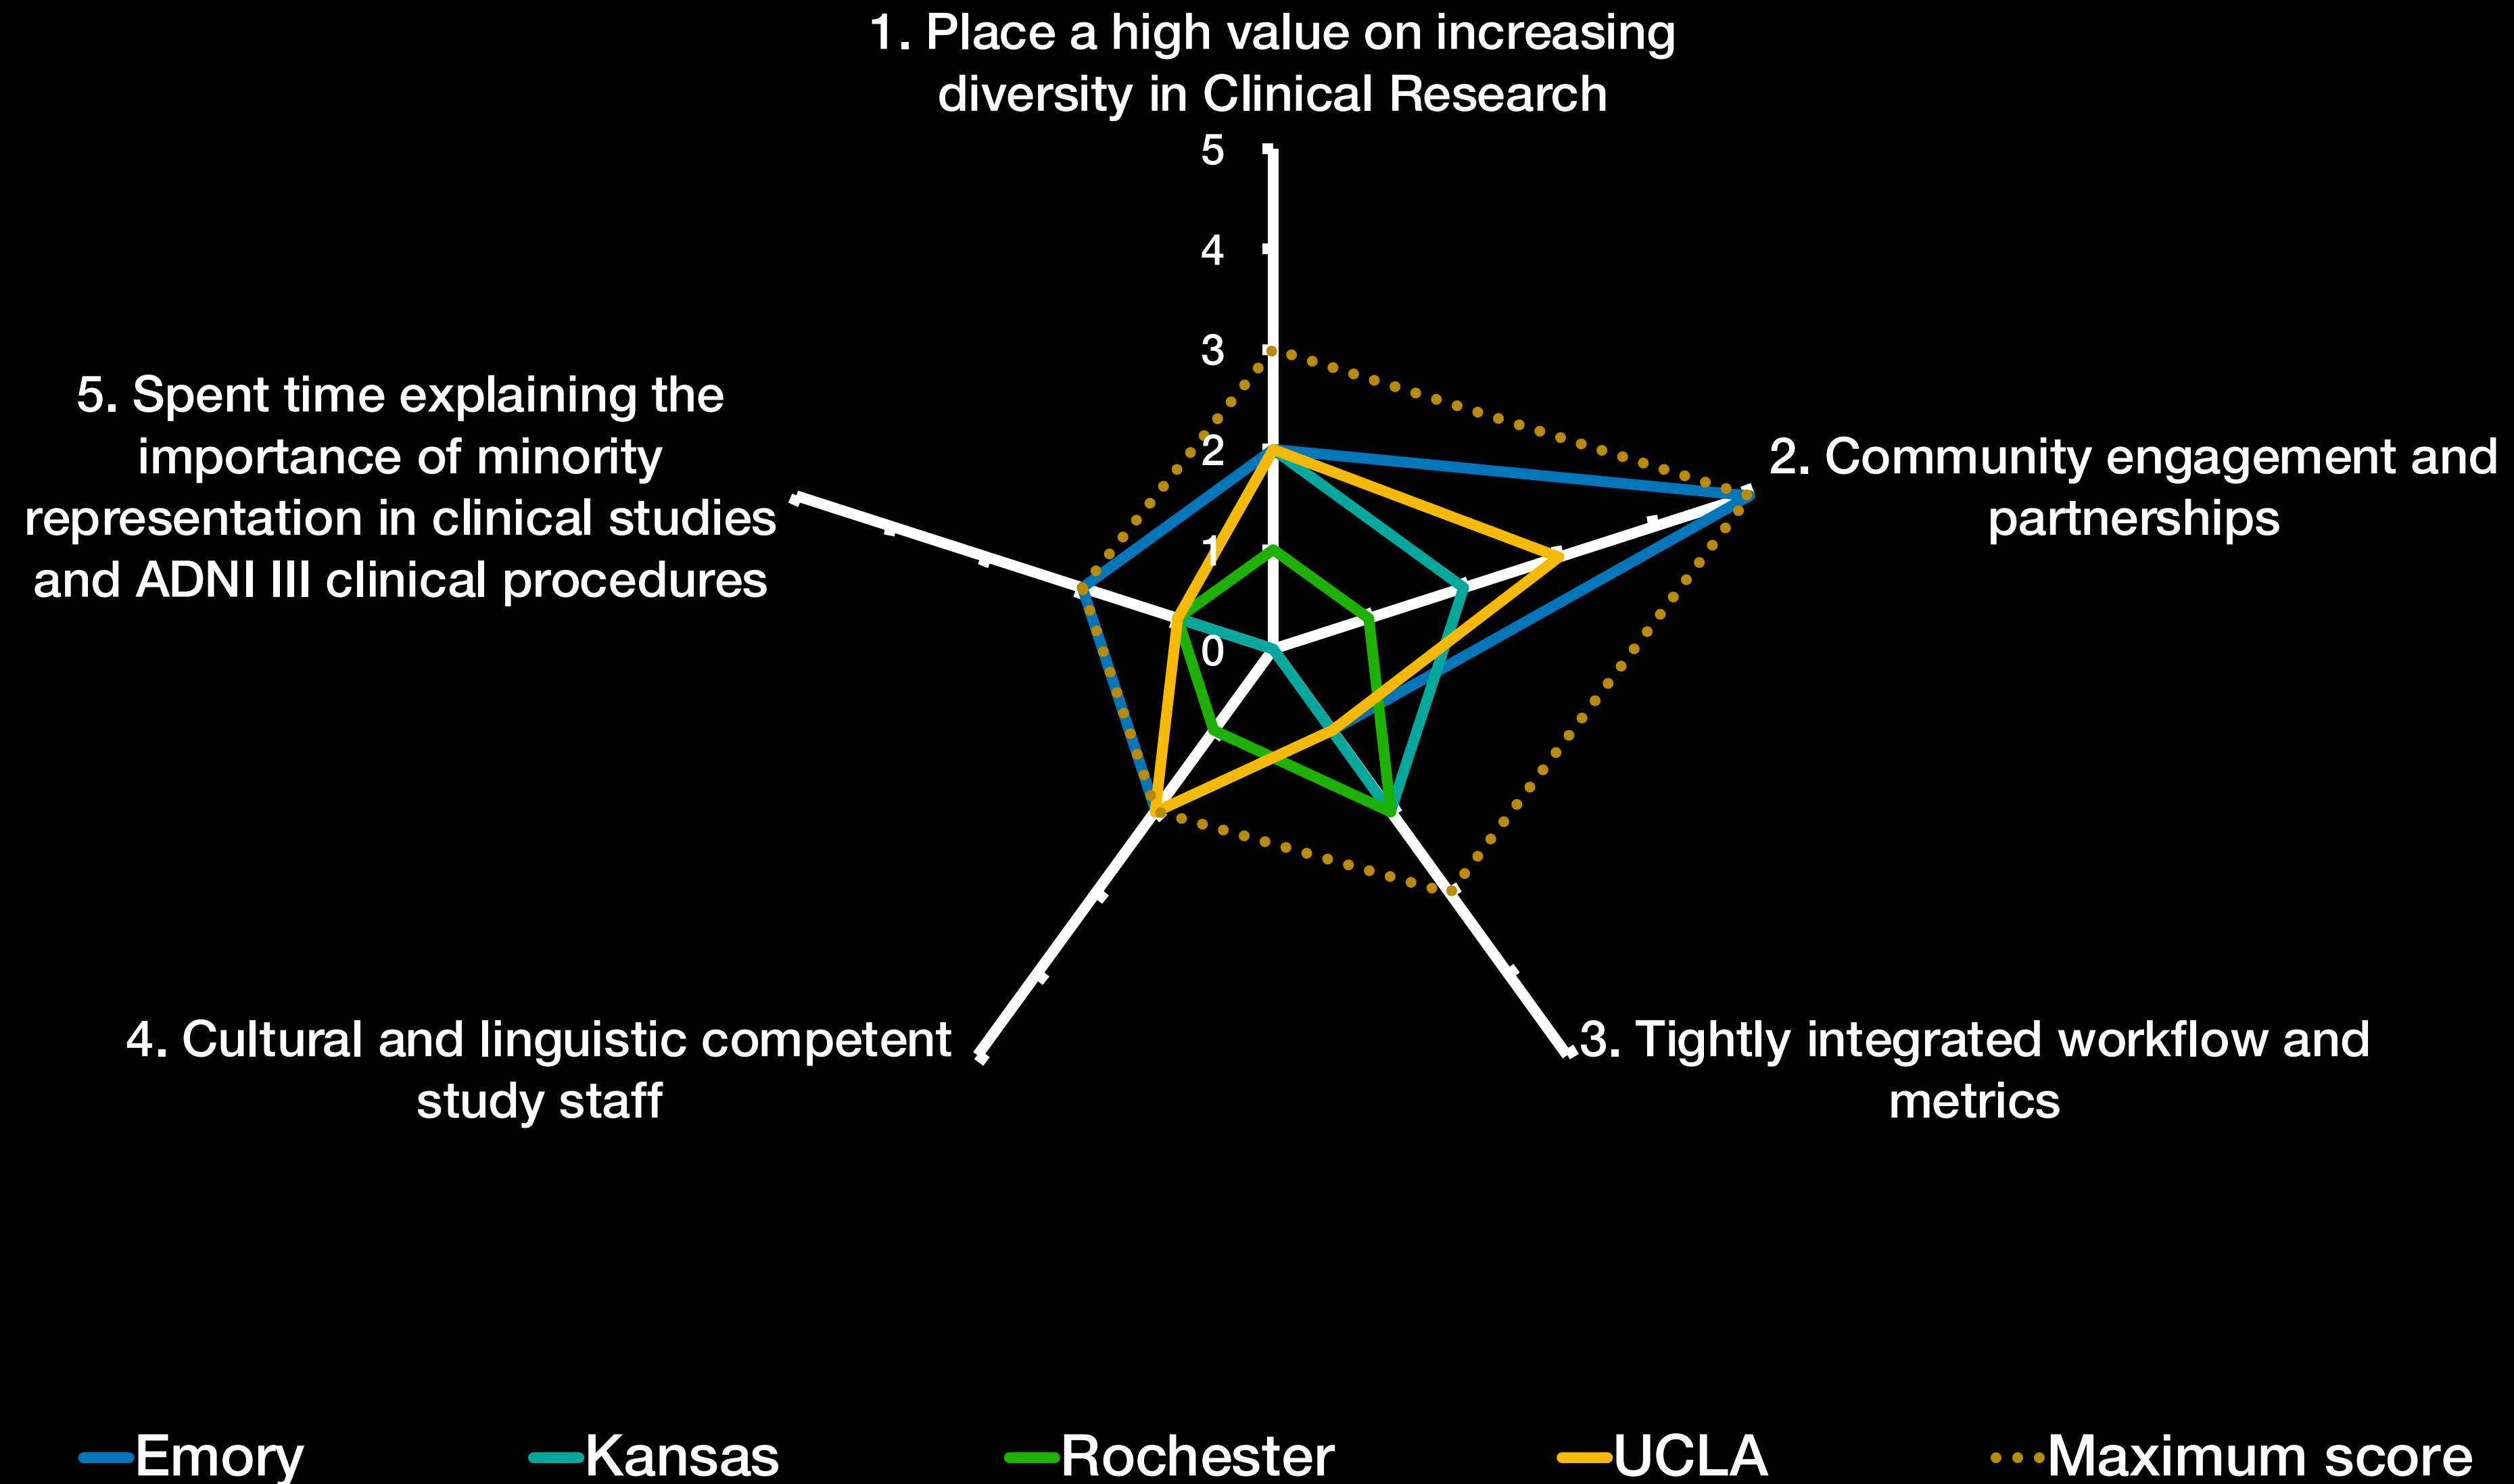 1. Place a high value on increasing
diversity in Clinical Research
5
4
3
2
1
0
2. Community engagement and
partnerships
3. Tightly integrated workflow and
metrics
4. Cultural and linguistic competent
study staff
5. Spent time explaining the
importance of minority
representation in clinical studies
and ADNI III clinical procedures
Emory
Kansas
Rochester
UCLA
Maximum score